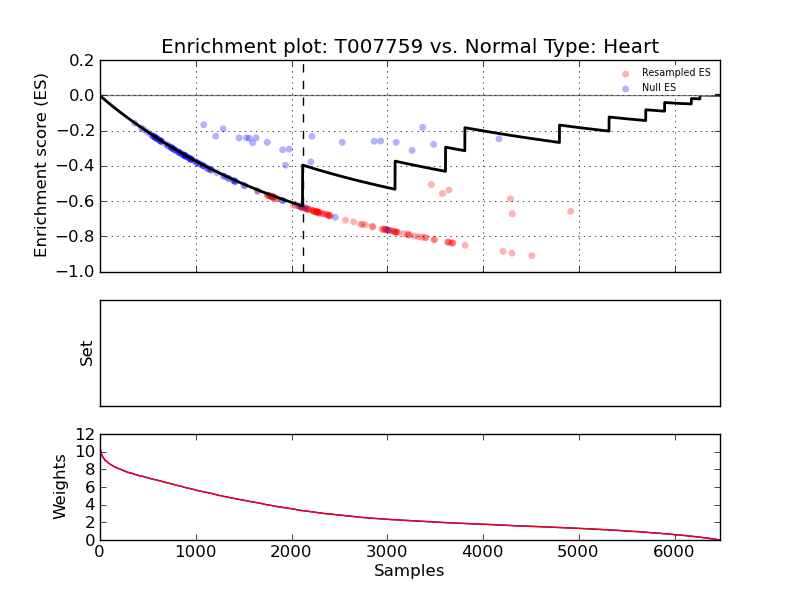 Enrichment plot: T007759 vs. Normal Type: Heart
Enrichment score (ES)
0.2
0.0
−0.2
−0.4
−0.6
−0.8
−1.0
Resampled ES
Null ES
Set
Weights
12
10
8
6
4
2
0
0 1000 2000 3000 4000 5000 6000
Samples